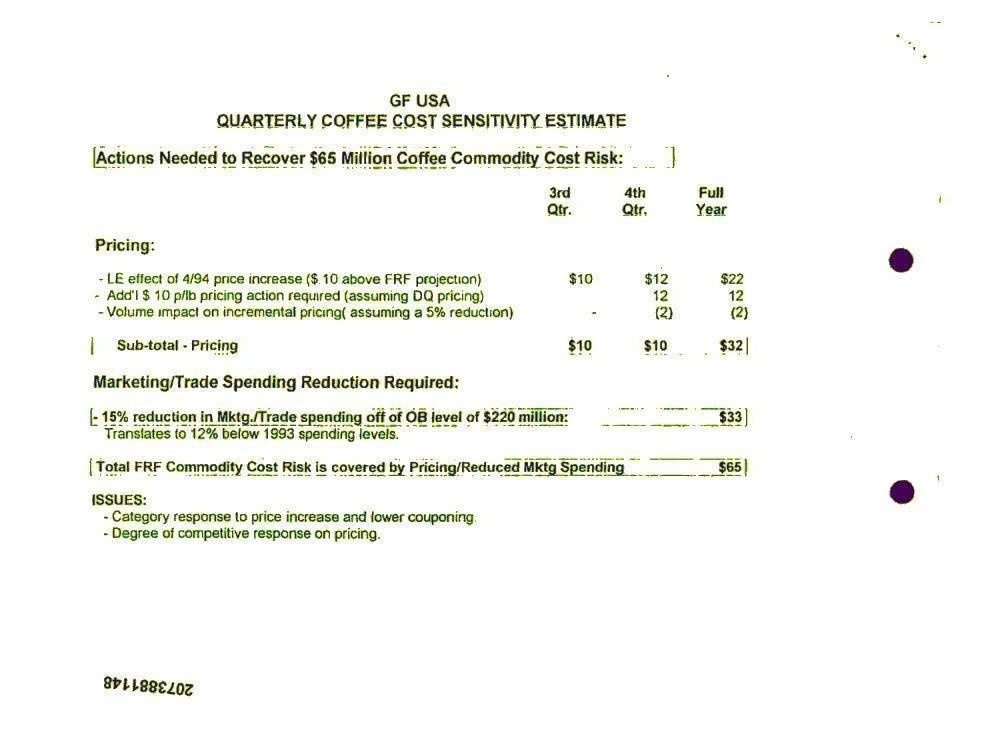 GF USA
QUARTERLY COFFEE COST SENSITIVITY ESTIMATE
Actions Needed to Recover $65 Million Coffee Commodity Cost Risk:
3rd 4th Full
Qtr. Qtr. Year
Pricing:
- LE effect of 4/94 price increase ($.10 above FRF projection) $10 $12 $22
- Add'l $ 10 p/lb pricing action required (assuming DQ pricing) 12 12
- Volume impact on incremental pricing( assuming a 5% reduction) - (2) (2)
Sub-total - Pricing $10 $10 $32
Marketing/Trade Spending Reduction Required:
- 15% reduction in Mktg./Trade spending off of OB level of $220 million: $33
Translates to 12% below 1993 spending levels.
Total FRF Commodity Cost Risk is covered by Pricing/Reduced Mktg Spending $65
ISSUES:
- Category response to price increase and lower couponing.
- Degree of competitive response on pricing.
2073881148